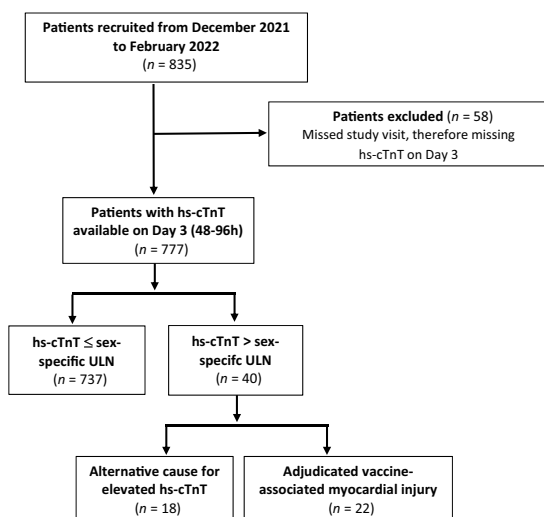 Patients recruited from December 2021
to February 2022
(n = 835)
Patients excluded (n = 58)
Missed study visit, therefore missing
hs-cTnT on Day 3
Patients with hs-cTnT
available on Day 3 (48-96h)
(n = 777)
hs-cTnT ≤ sex-
specific ULN
(n = 737)
hs-cTnT > sex-
specifc ULN
(n = 40)
Alternative cause for
elevated hs-cTnT
(n = 18)
Adjudicated vaccine-
associated myocardial injury
(n = 22)